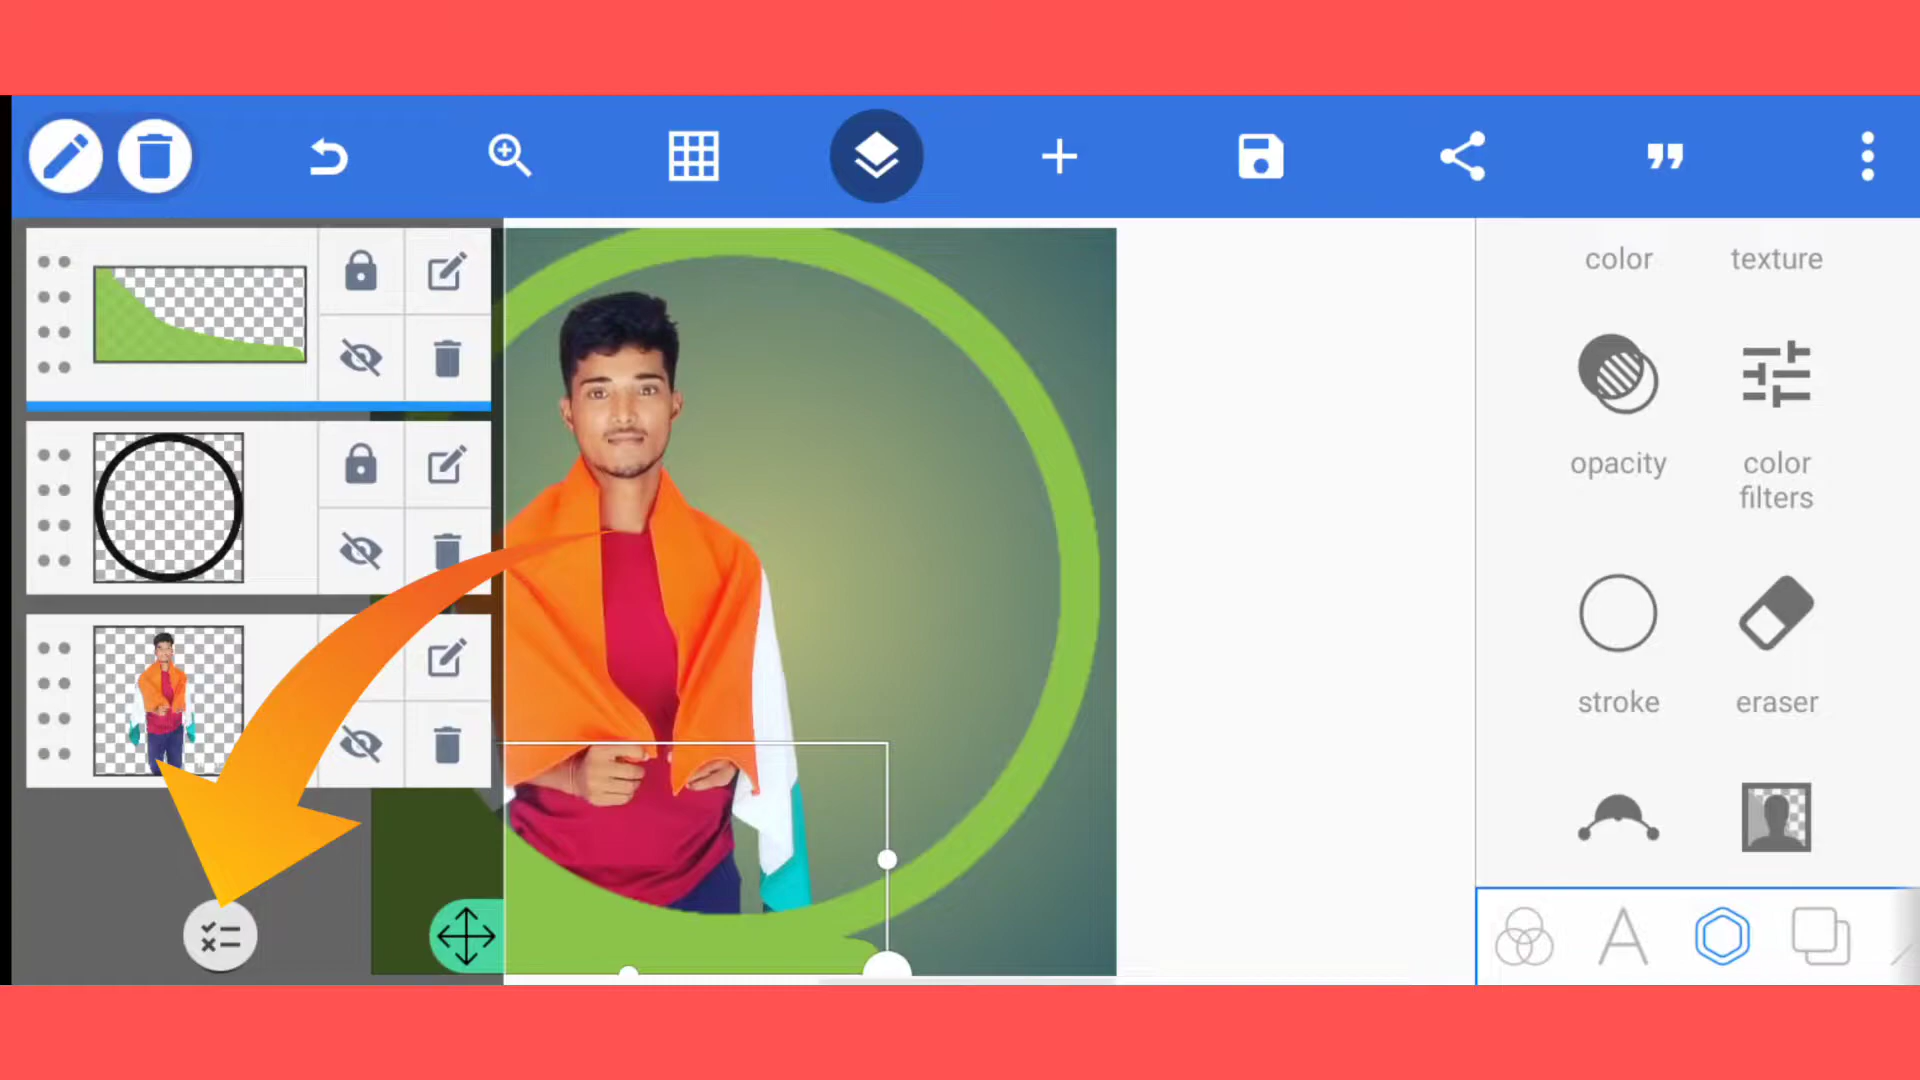 color texture
opacity color
filters
stroke eraser